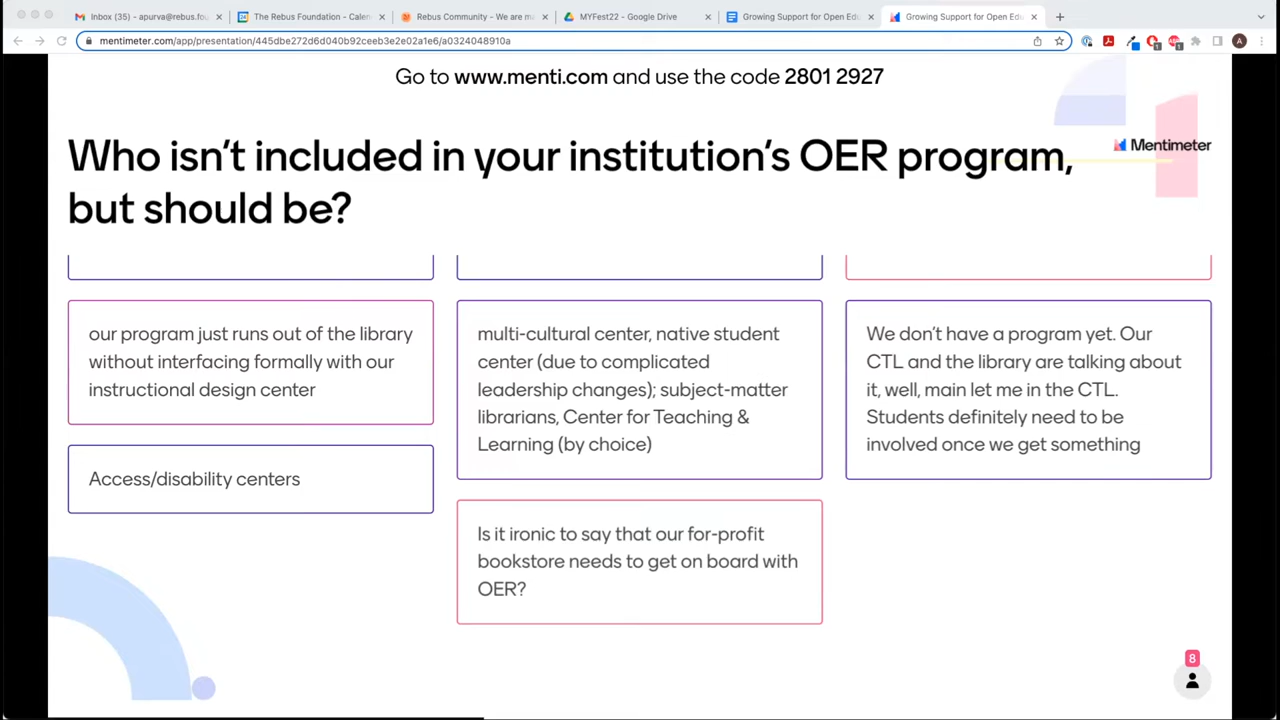 Inbox (35) - apurva@rebus.fou
The Rebus Foundation - Calen
Rebus Community - We are ma
MYFest22 - Google Drive
Growing Support for Open Edu
Growing Support for Open Edu
mentimeter.com/app/presentation/445dbe272d6d040b92ceeb3e2e02a1e6/a0324048910a
Go to www.menti.com and use the code 2801 2927
Mentimeter
Who isn't included in your institution's OER program,
but should be?
our program just runs out of the library
without interfacing formally with our
instructional design center
Access/disability centers
multi-cultural center, native student
center (due to complicated
leadership changes); subject-matter
librarians, Center for Teaching &
Learning (by choice)
Is it ironic to say that our for-profit
bookstore needs to get on board with
OER?
We don't have a program yet. Our
CTL and the library are talking about
it, well, main let me in the CTL.
Students definitely need to be
involved once we get something
8